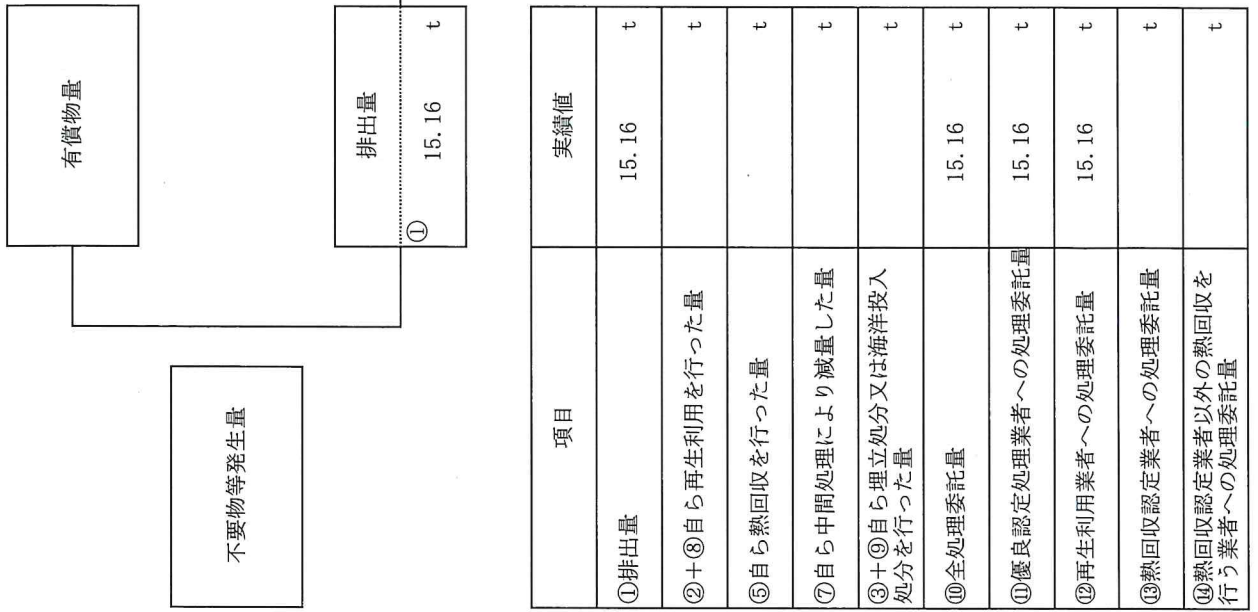 有償物量
不要物等発生量
排出量
① 15.16 t
項目 実績値
①排出量 15.16 t
②+⑧自ら再生利用を行った量 t
⑤自ら熱回収を行った量 t
⑦自ら中間処理により減量した量 t
③+⑨自ら埋立処分又は海洋投入
処分を行った量 t
⑩全処理委託量 15.16 t
⑪優良認定処理業者への処理委託量 15.16 t
⑫再生利用業者への処理委託量 15.16 t
⑬熱回収認定業者への処理委託量 t
⑭熱回収認定業者以外の熱回収を
行う業者への処理委託量 t